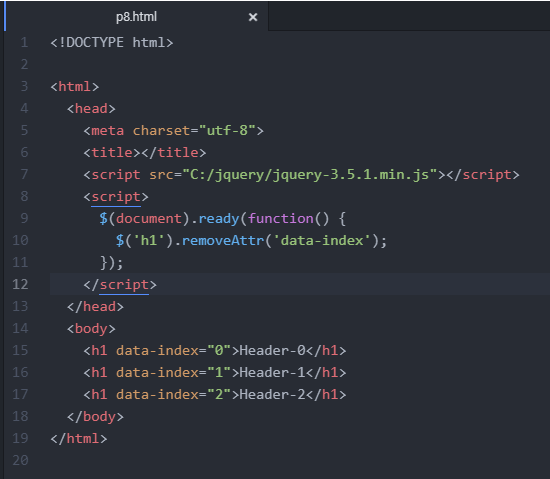 p8.html ×
1 <!DOCTYPE html>
2
3 <html>
4   <head>
5     <meta charset="utf-8">
6     <title></title>
7     <script src="C:/jquery/jquery-3.5.1.min.js"></script>
8     <script>
9       $(document).ready(function() {
10         $('h1').removeAttr('data-index');
11       });
12     </script>
13   </head>
14   <body>
15     <h1 data-index="0">Header-0</h1>
16     <h1 data-index="1">Header-1</h1>
17     <h1 data-index="2">Header-2</h1>
18   </body>
19 </html>
20